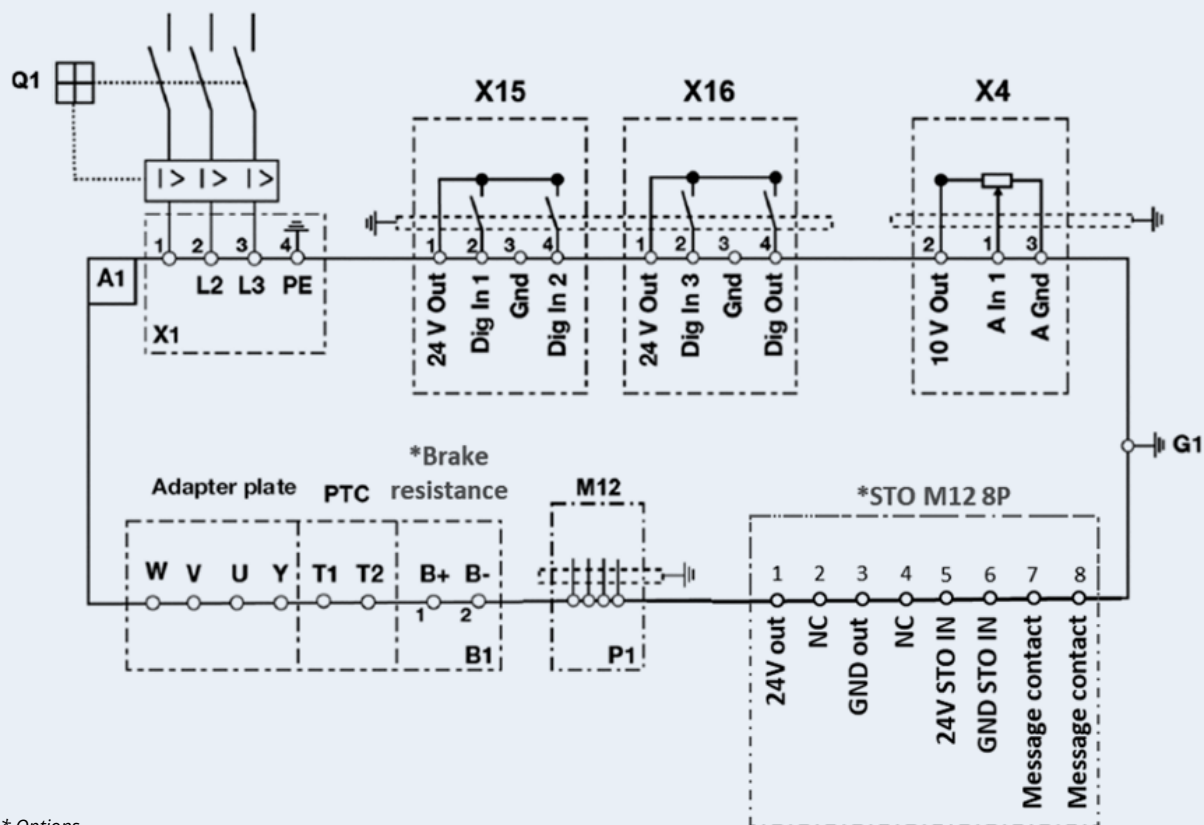 Q1
X15 X16 X4
I> I> I>
1 2 3 4
1 2 3 4
1 2 3 4
2 1 3
A1
L2 L3 PE
X1
24 V Out
Dig In 1
Gnd
Dig In 2
24 V Out
Dig In 3
Gnd
Dig Out
10 V Out
A In 1
A Gnd
G1
Adapter plate
PTC
*Brake
resistance
M12
*STO M12 8P
W V U Y T1 T2 B+ B-
1 2
B1
P1
1 2 3 4 5 6 7 8
24V out
NC
GND out
NC
24V STO IN
GND STO IN
Message contact
Message contact
* Options